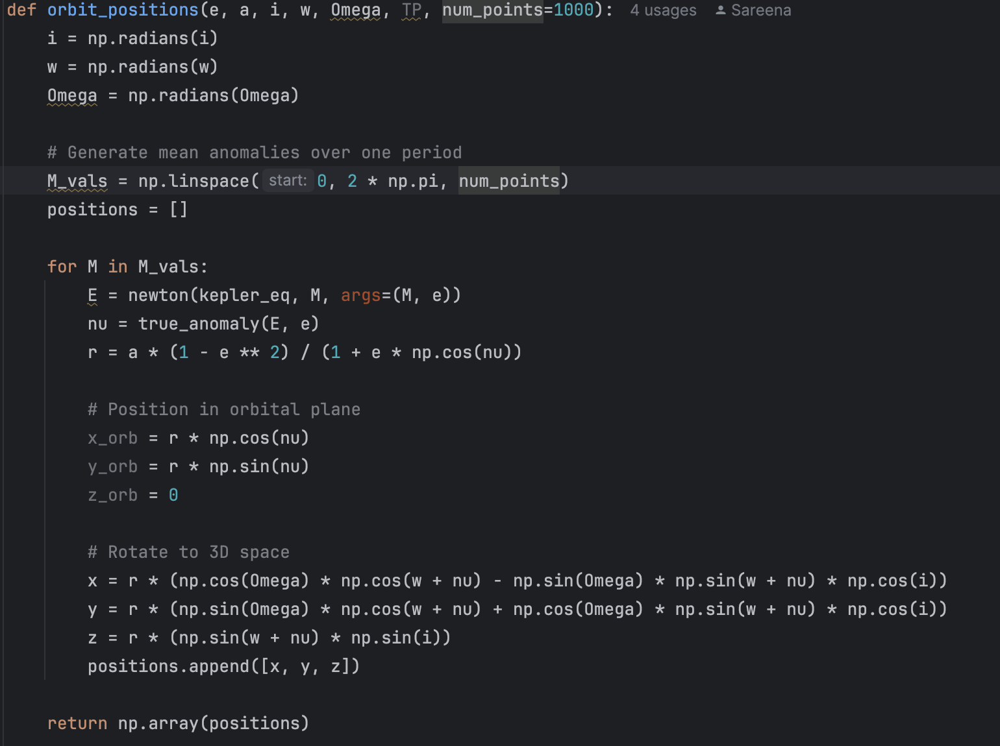 def orbit_positions(e, a, i, w, Omega, TP, num_points=1000): 4 usages Sareena
i = np.radians(i)
w = np.radians(w)
Omega = np.radians(Omega)
# Generate mean anomalies over one period
M_vals = np.linspace( start: 0, 2 * np.pi, num_points)
positions = []
for M in M_vals:
E = newton(kepler_eq, M, args=(M, e))
nu = true_anomaly(E, e)
r = a * (1 - e ** 2) / (1 + e * np.cos(nu))
# Position in orbital plane
x_orb = r * np.cos(nu)
y_orb = r * np.sin(nu)
z_orb = 0
# Rotate to 3D space
x = r * (np.cos(Omega) * np.cos(w + nu) - np.sin(Omega) * np.sin(w + nu) * np.cos(i))
y = r * (np.sin(Omega) * np.cos(w + nu) + np.cos(Omega) * np.sin(w + nu) * np.cos(i))
z = r * (np.sin(w + nu) * np.sin(i))
positions.append([x, y, z])
return np.array(positions)